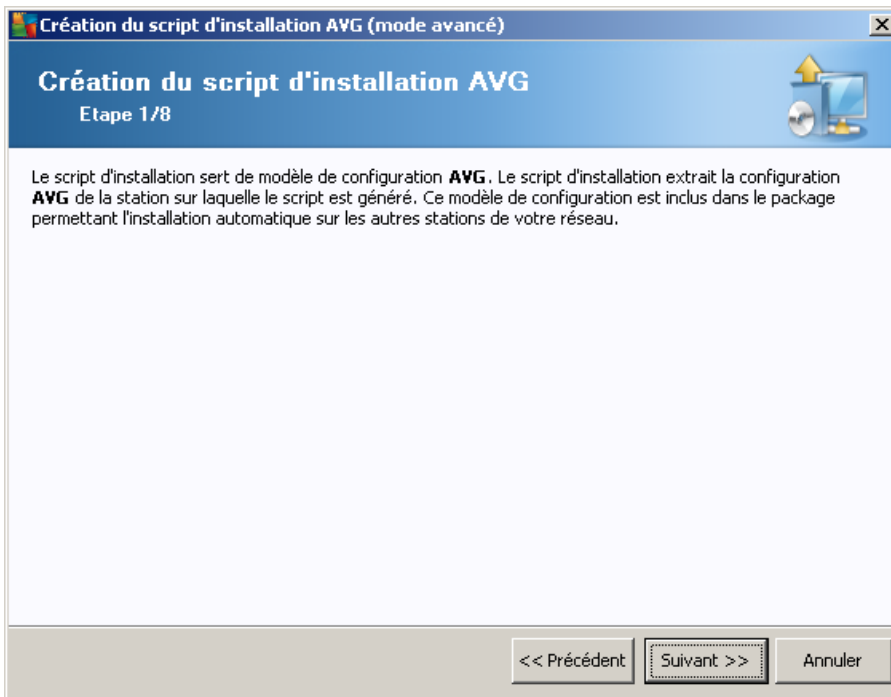 Création du script d'installation AVG (mode avancé)
Création du script d'installation AVG
Etape 1/8
Le script d'installation sert de modèle de configuration AVG. Le script d'installation extrait la configuration
AVG de la station sur laquelle le script est généré. Ce modèle de configuration est inclus dans le package
permettant l'installation automatique sur les autres stations de votre réseau.
<< Précédent
Suivant >>
Annuler